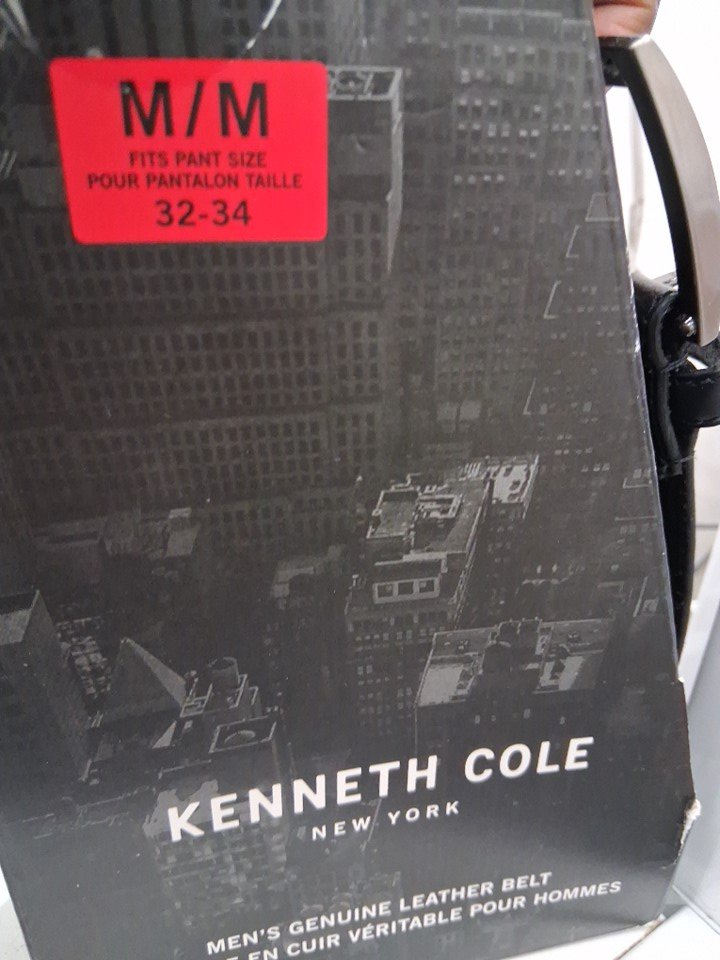 M/M
FITS PANT SIZE
POUR PANTALON TAILLE
32-34
KENNETH COLE
NEW YORK
MEN'S GENUINE LEATHER BELT
EN CUIR VÉRITABLE POUR HOMMES